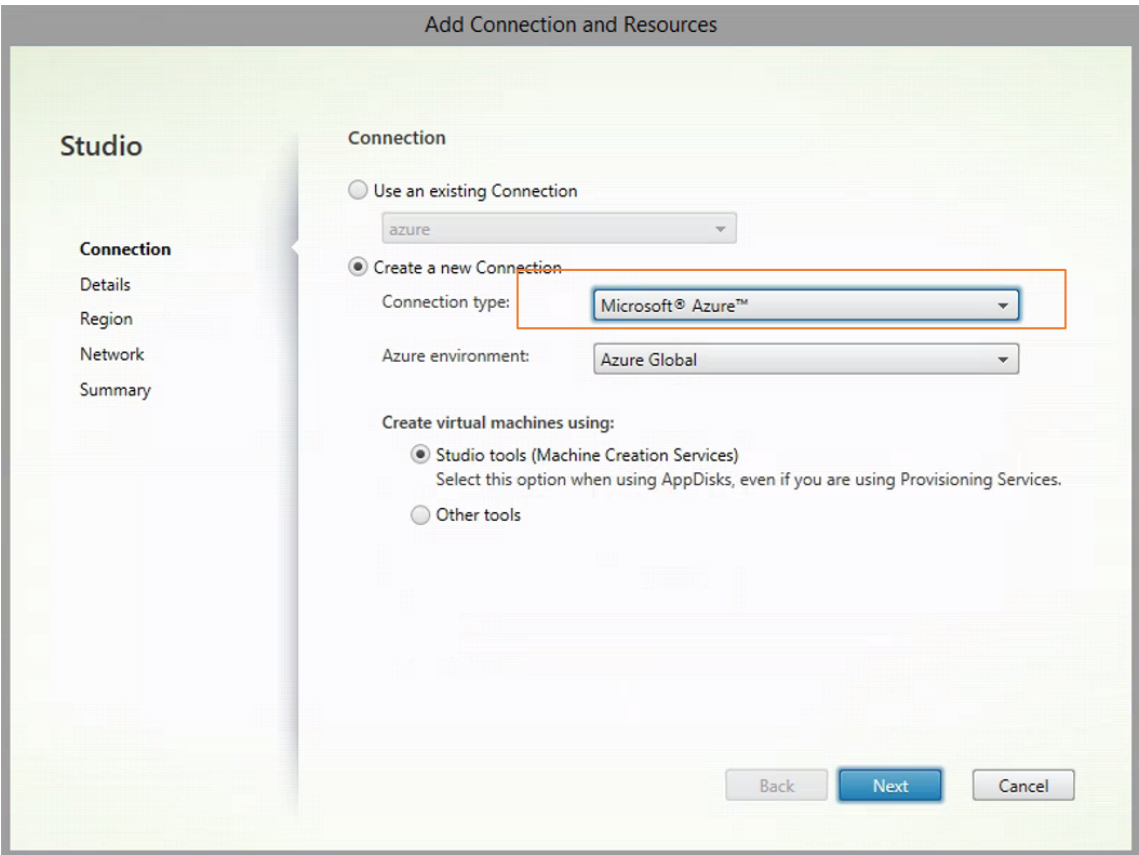 Add Connection and Resources
Studio
Connection
Details
Region
Network
Summary
Connection
Use an existing Connection
azure
Create a new Connection
Connection type:
Microsoft® Azure™
Azure environment:
Azure Global
Create virtual machines using:
Studio tools (Machine Creation Services)
Select this option when using AppDisks, even if you are using Provisioning Services.
Other tools
Back
Next
Cancel